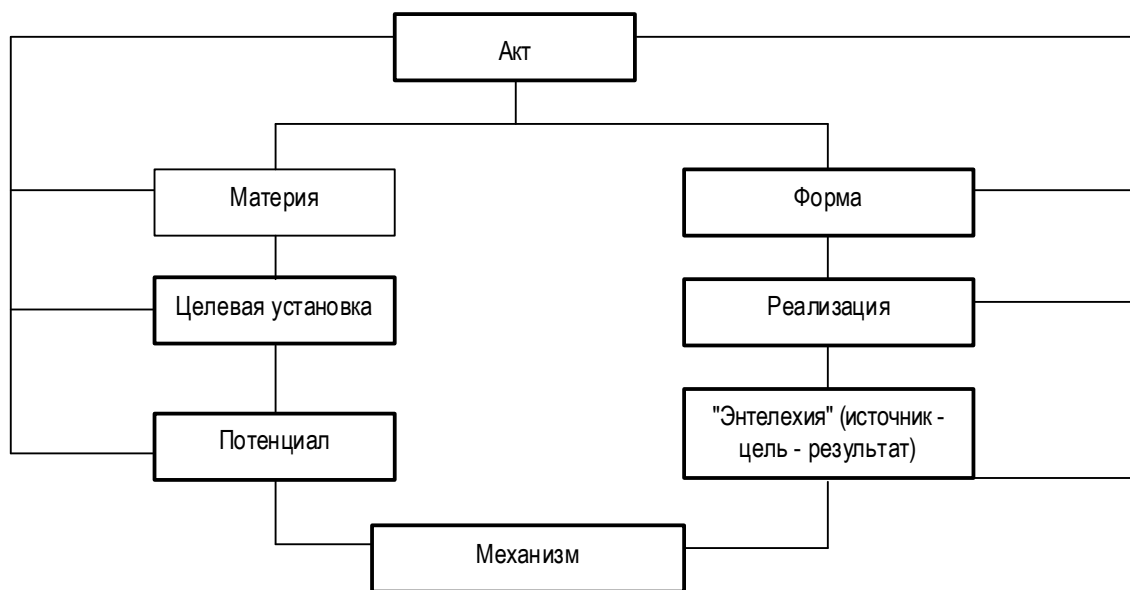 Акт
Материя
Форма
Целевая установка
Реализация
Потенциал
"Энтелехия" (источник -
цель - результат)
Механизм